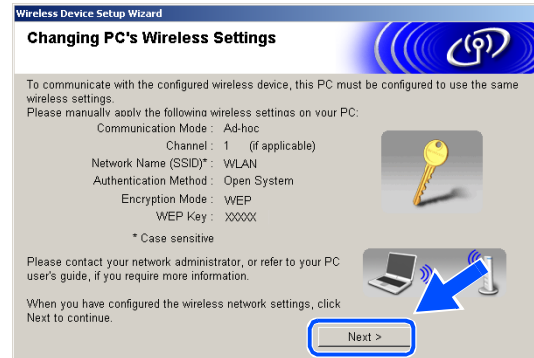 Wireless Device Setup Wizard
Changing PC's Wireless Settings
To communicate with the configured wireless device, this PC must be configured to use the same
wireless settings.
Please manually apply the following wireless settings on your PC:
Communication Mode : Ad-hoc
Channel : 1 (if applicable)
Network Name (SSID)* : WLAN
Authentication Method : Open System
Encryption Mode : WEP
WEP Key : XXXXX
* Case sensitive
Please contact your network administrator, or refer to your PC
user's guide, if you require more information.
When you have configured the wireless network settings, click
Next to continue.
Next >